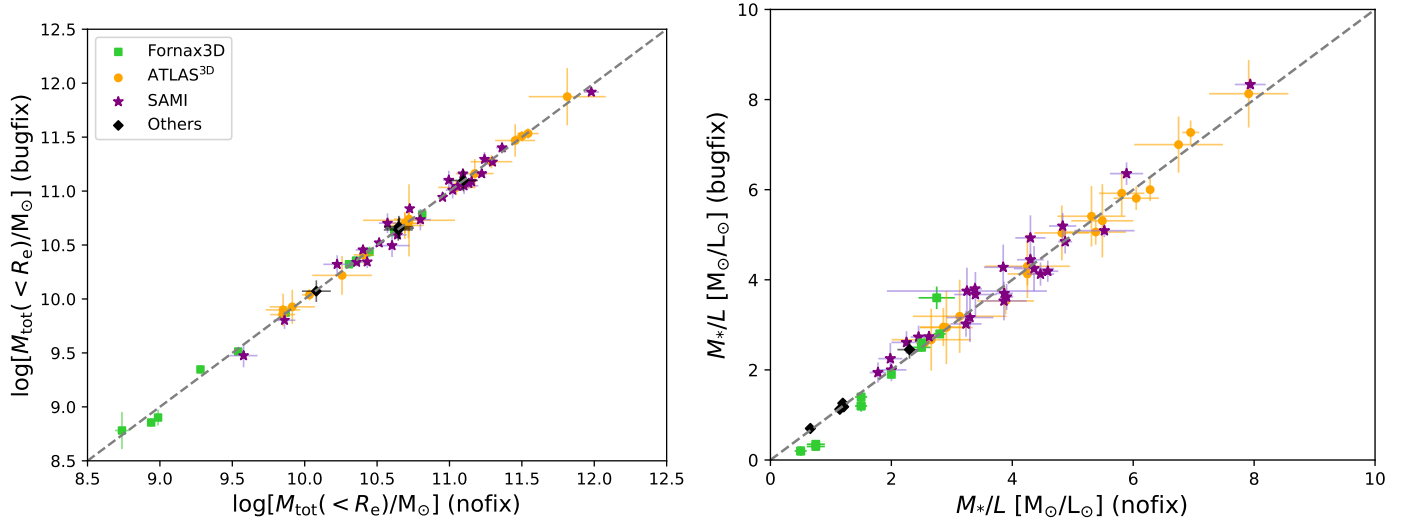 12.5
12.0
11.5
11.0
10.5
10.0
9.5
9.0
8.5
log[M_tot(< R_e)/M_⊙] (bugfix)
Fornax3D
ATLAS^3D
SAMI
Others
8.5 9.0 9.5 10.0 10.5 11.0 11.5 12.0 12.5
log[M_tot(< R_e)/M_⊙] (nofix)
10
8
6
4
2
0
M_*/L [M_⊙/L_⊙] (bugfix)
0 2 4 6 8 10
M_*/L [M_⊙/L_⊙] (nofix)